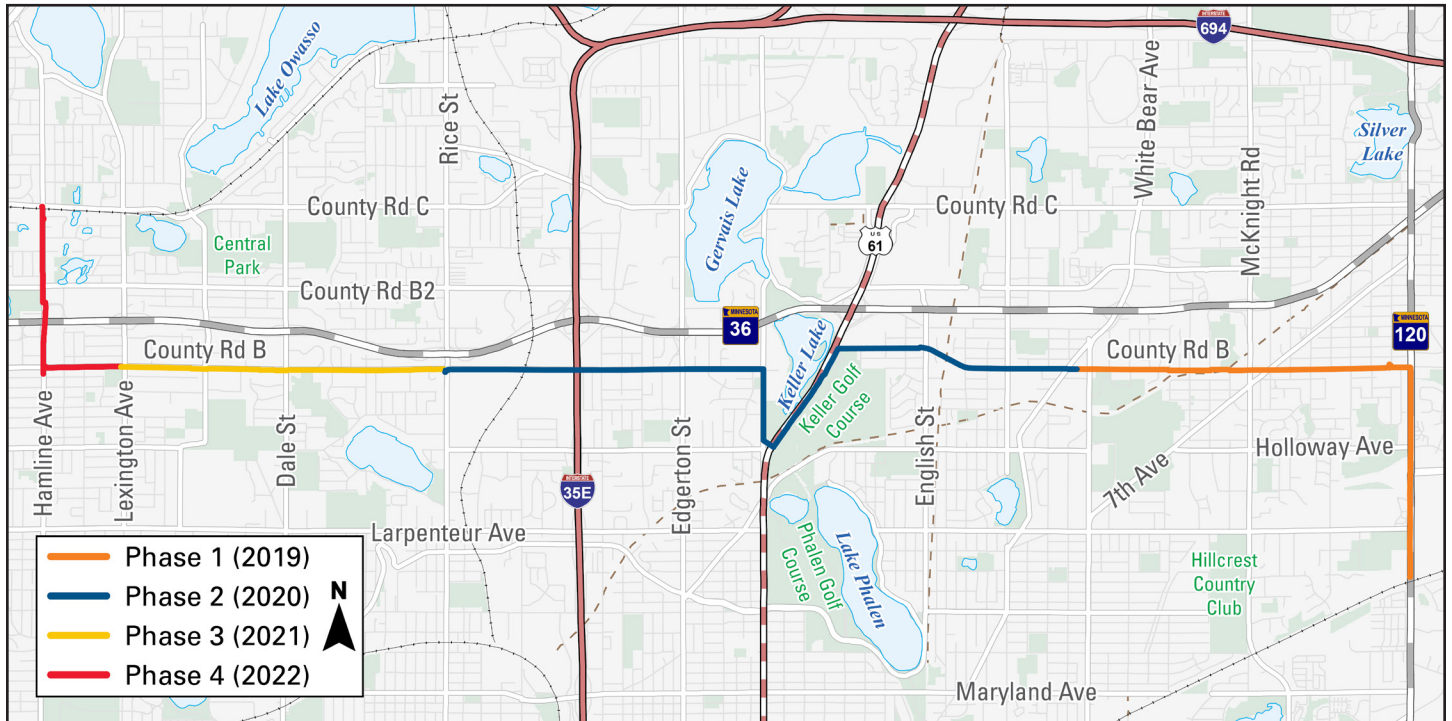 Lake Owasso
Rice St
INTERSTATE
694
White Bear Ave
McKnight Rd
Silver
Lake
County Rd C
Gervais Lake
County Rd C
US
61
Central
Park
County Rd B2
MINNESOTA
36
MINNESOTA
120
County Rd B
Keller Lake
Keller Golf
Course
County Rd B
Hamline Ave
Lexington Ave
Dale St
INTERSTATE
35E
Edgerton St
English St
7th Ave
Holloway Ave
Larpenteur Ave
Phalen Golf
Course
Lake Phalen
Hillcrest
Country
Club
Maryland Ave
Phase 1 (2019)
Phase 2 (2020)
Phase 3 (2021)
Phase 4 (2022)
N